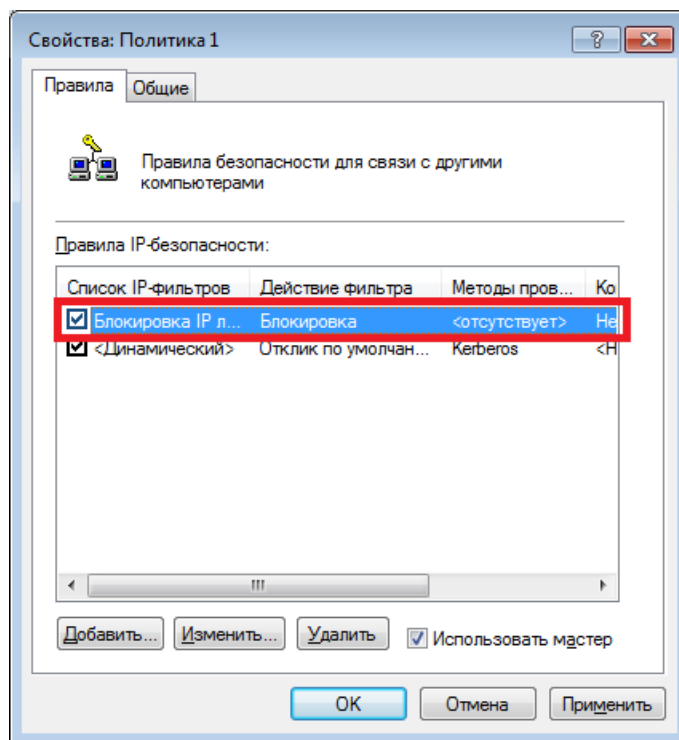 Свойства: Политика 1
Правила Общие
Правила безопасности для связи с другими
компьютерами
Правила IP-безопасности:
Список IP-фильтров Действие фильтра Методы пров... Ко
Блокировка IP л... Блокировка <отсутствует> Не
<Динамический> Отклик по умолчан... Kerberos <Н
Добавить... Изменить... Удалить Использовать мастер
OK Отмена Применить